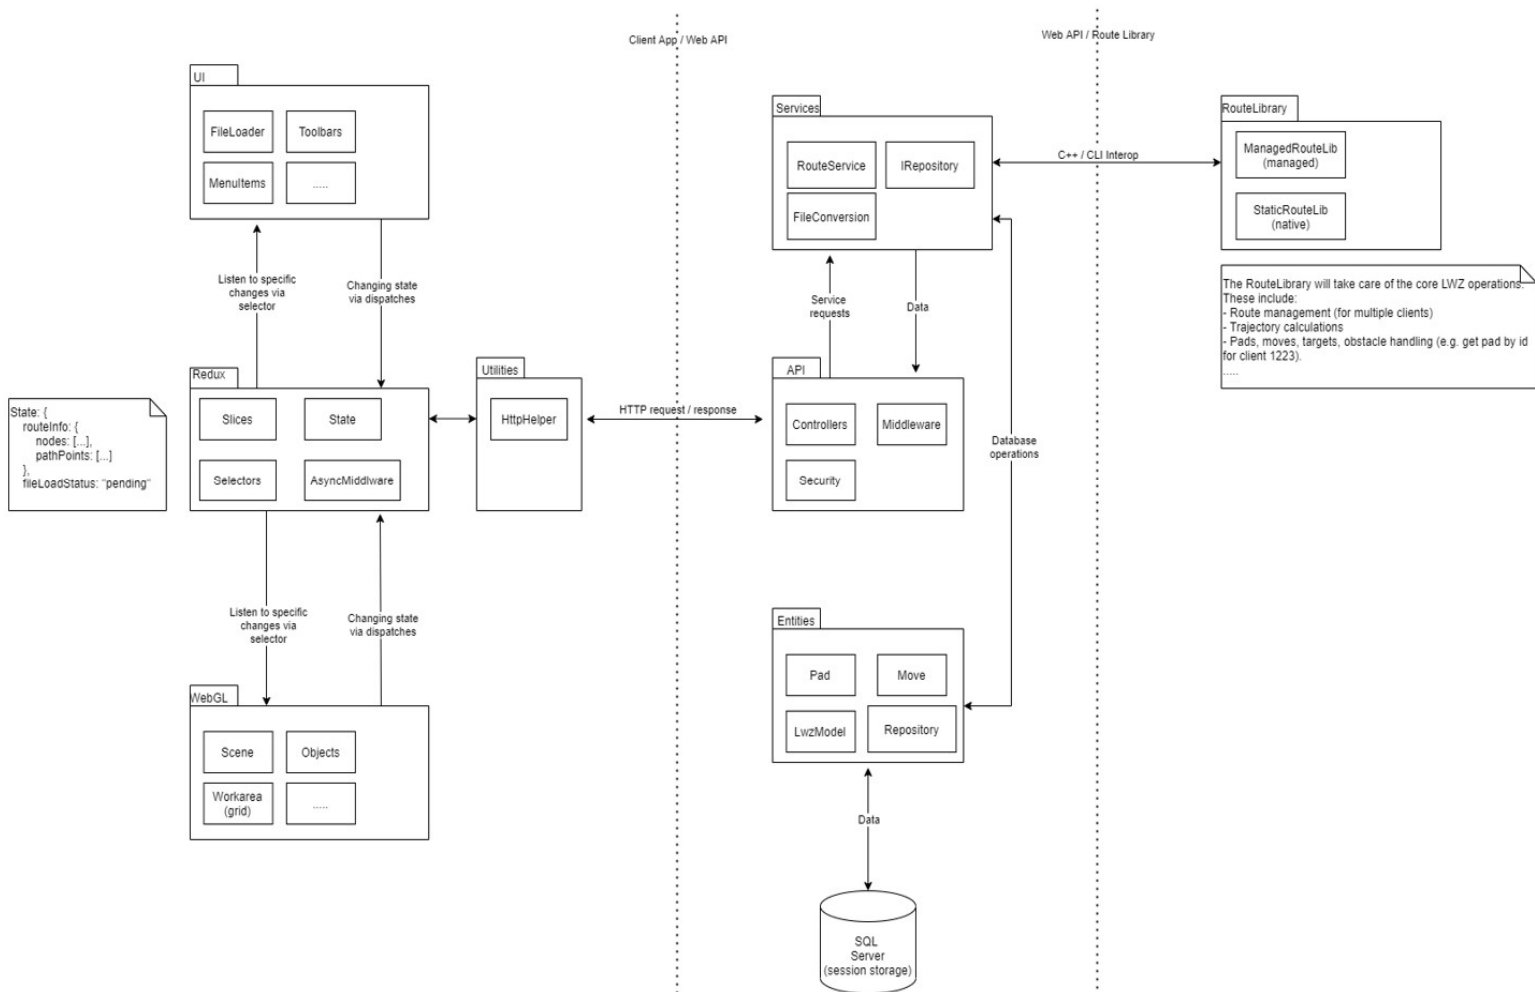 Client App / Web API
Web API / Route Library
UI
FileLoader
Toolbars
MenuItems
.....
Listen to specific
changes via
selector
Changing state
via dispatches
State: {
routeInfo: {
nodes: [...],
pathPoints: [...]
},
fileLoadStatus: "pending"
Redux
Slices
State
Selectors
AsyncMiddlware
Utilities
HttpHelper
HTTP request / response
Listen to specific
changes via
selector
Changing state
via dispatches
WebGL
Scene
Objects
Workarea
(grid)
.....
Services
RouteService
IRepository
FileConversion
C++ / CLI Interop
Service
requests
Data
API
Controllers
Middleware
Security
Database
operations
Entities
Pad
Move
LwzModel
Repository
Data
SQL
Server
(session storage)
RouteLibrary
ManagedRouteLib
(managed)
StaticRouteLib
(native)
The RouteLibrary will take care of the core LWZ operations.
These include:
- Route management (for multiple clients)
- Trajectory calculations
- Pads, moves, targets, obstacle handling (e.g. get pad by id
for client 1223).
.....